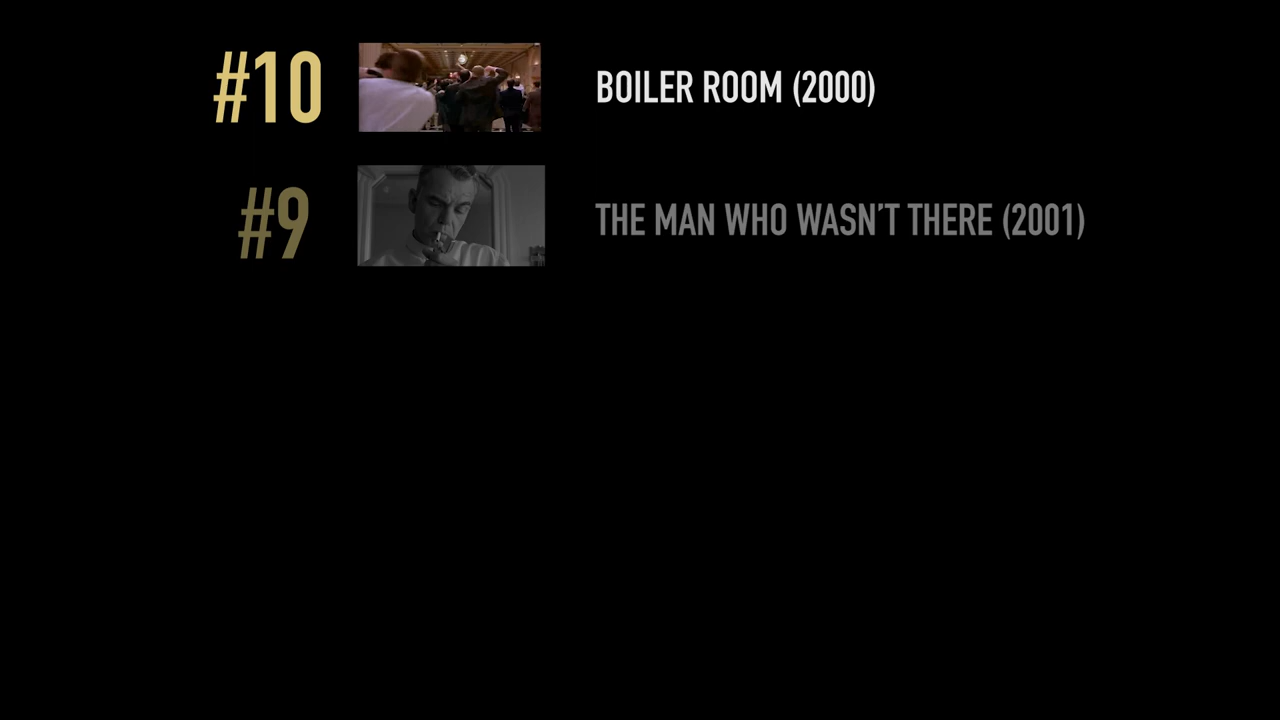 #10 BOILER ROOM (2000)
#9 THE MAN WHO WASN'T THERE (2001)